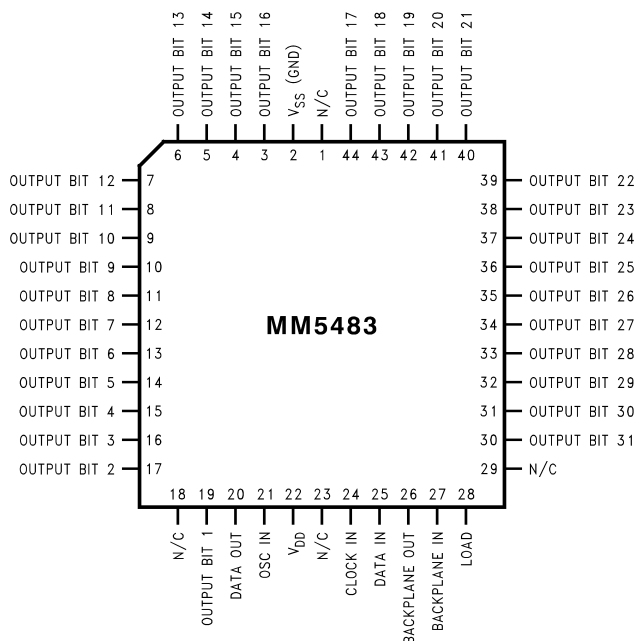 OUTPUT BIT 13
OUTPUT BIT 14
OUTPUT BIT 15
OUTPUT BIT 16
VSS (GND)
N/C
OUTPUT BIT 17
OUTPUT BIT 18
OUTPUT BIT 19
OUTPUT BIT 20
OUTPUT BIT 21
6 5 4 3 2 1 44 43 42 41 40
OUTPUT BIT 12 7
OUTPUT BIT 11 8
OUTPUT BIT 10 9
OUTPUT BIT 9 10
OUTPUT BIT 8 11
OUTPUT BIT 7 12
OUTPUT BIT 6 13
OUTPUT BIT 5 14
OUTPUT BIT 4 15
OUTPUT BIT 3 16
OUTPUT BIT 2 17
MM5483
39 OUTPUT BIT 22
38 OUTPUT BIT 23
37 OUTPUT BIT 24
36 OUTPUT BIT 25
35 OUTPUT BIT 26
34 OUTPUT BIT 27
33 OUTPUT BIT 28
32 OUTPUT BIT 29
31 OUTPUT BIT 30
30 OUTPUT BIT 31
29 N/C
18 19 20 21 22 23 24 25 26 27 28
N/C
OUTPUT BIT 1
DATA OUT
OSC IN
VDD
N/C
CLOCK IN
DATA IN
BACKPLANE OUT
BACKPLANE IN
LOAD